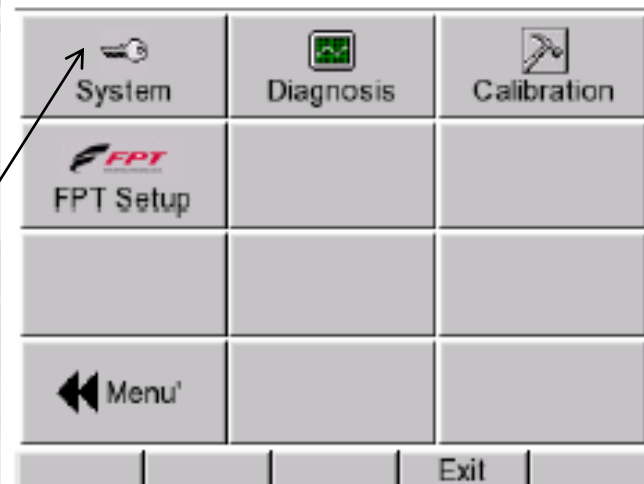 System
Diagnosis
Calibration
FPT
FPT Setup
Menu'
Exit